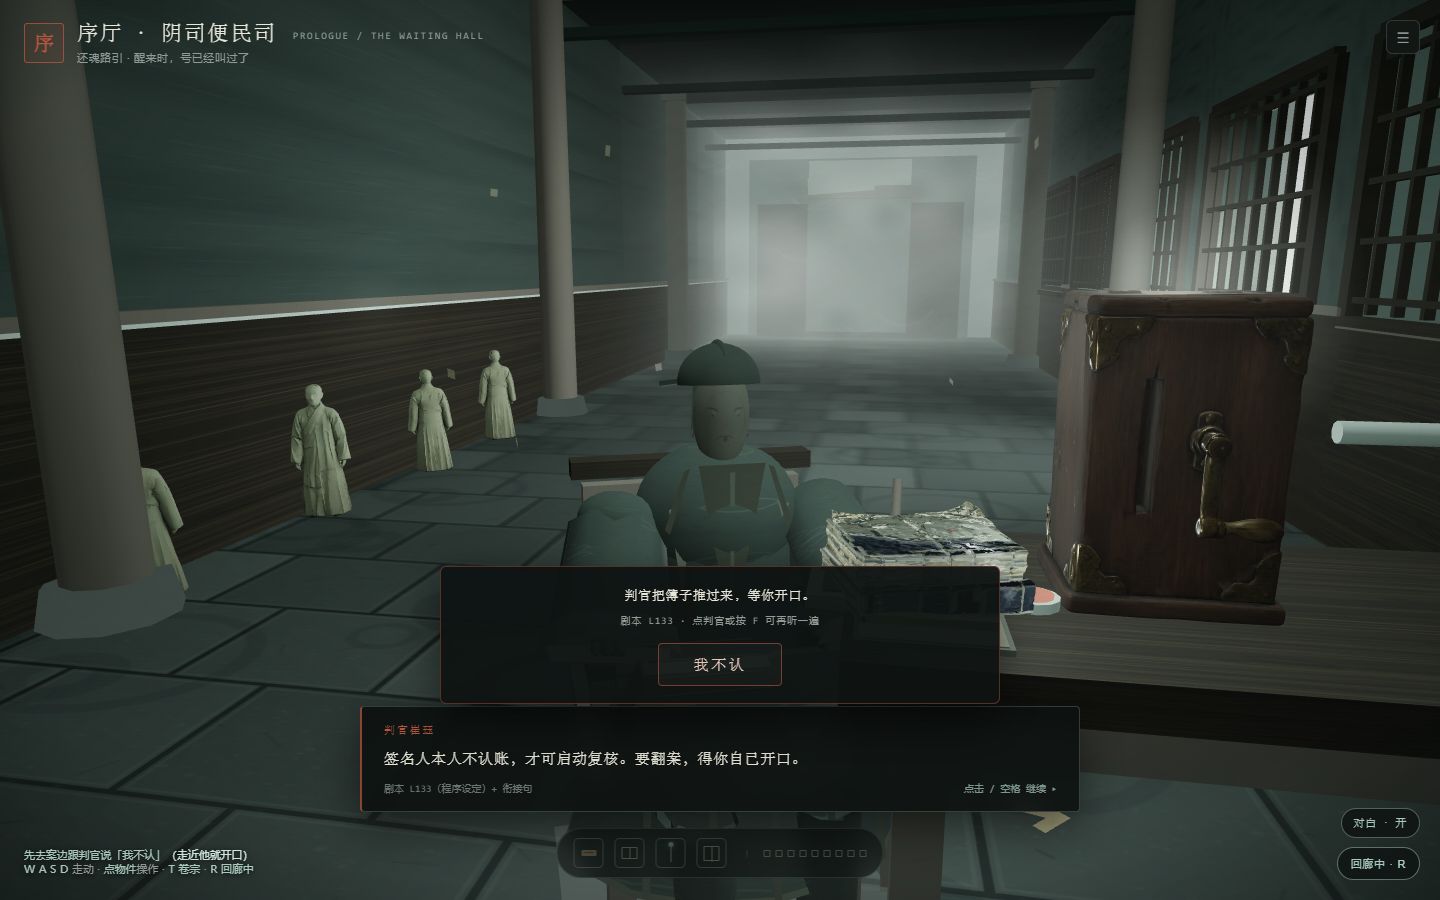 序
序厅 · 阴司便民司 PROLOGUE / THE WAITING HALL
还魂路引 · 醒来时，号已经叫过了
判官把簿子推过来，等你开口。
剧本 L133 · 点判官或按 F 可再听一遍
我不认
判官崔珏
签名人本人不认账，才可启动复核。要翻案，得你自己开口。
剧本 L133（程序设定）+ 衔接句
点击 / 空格 继续 ▸
先去案边跟判官说「我不认」（走近他就开口）
W A S D 走动 · 点物件操作 · T 卷宗 · R 回廊中
对白 · 开
回廊中 · R